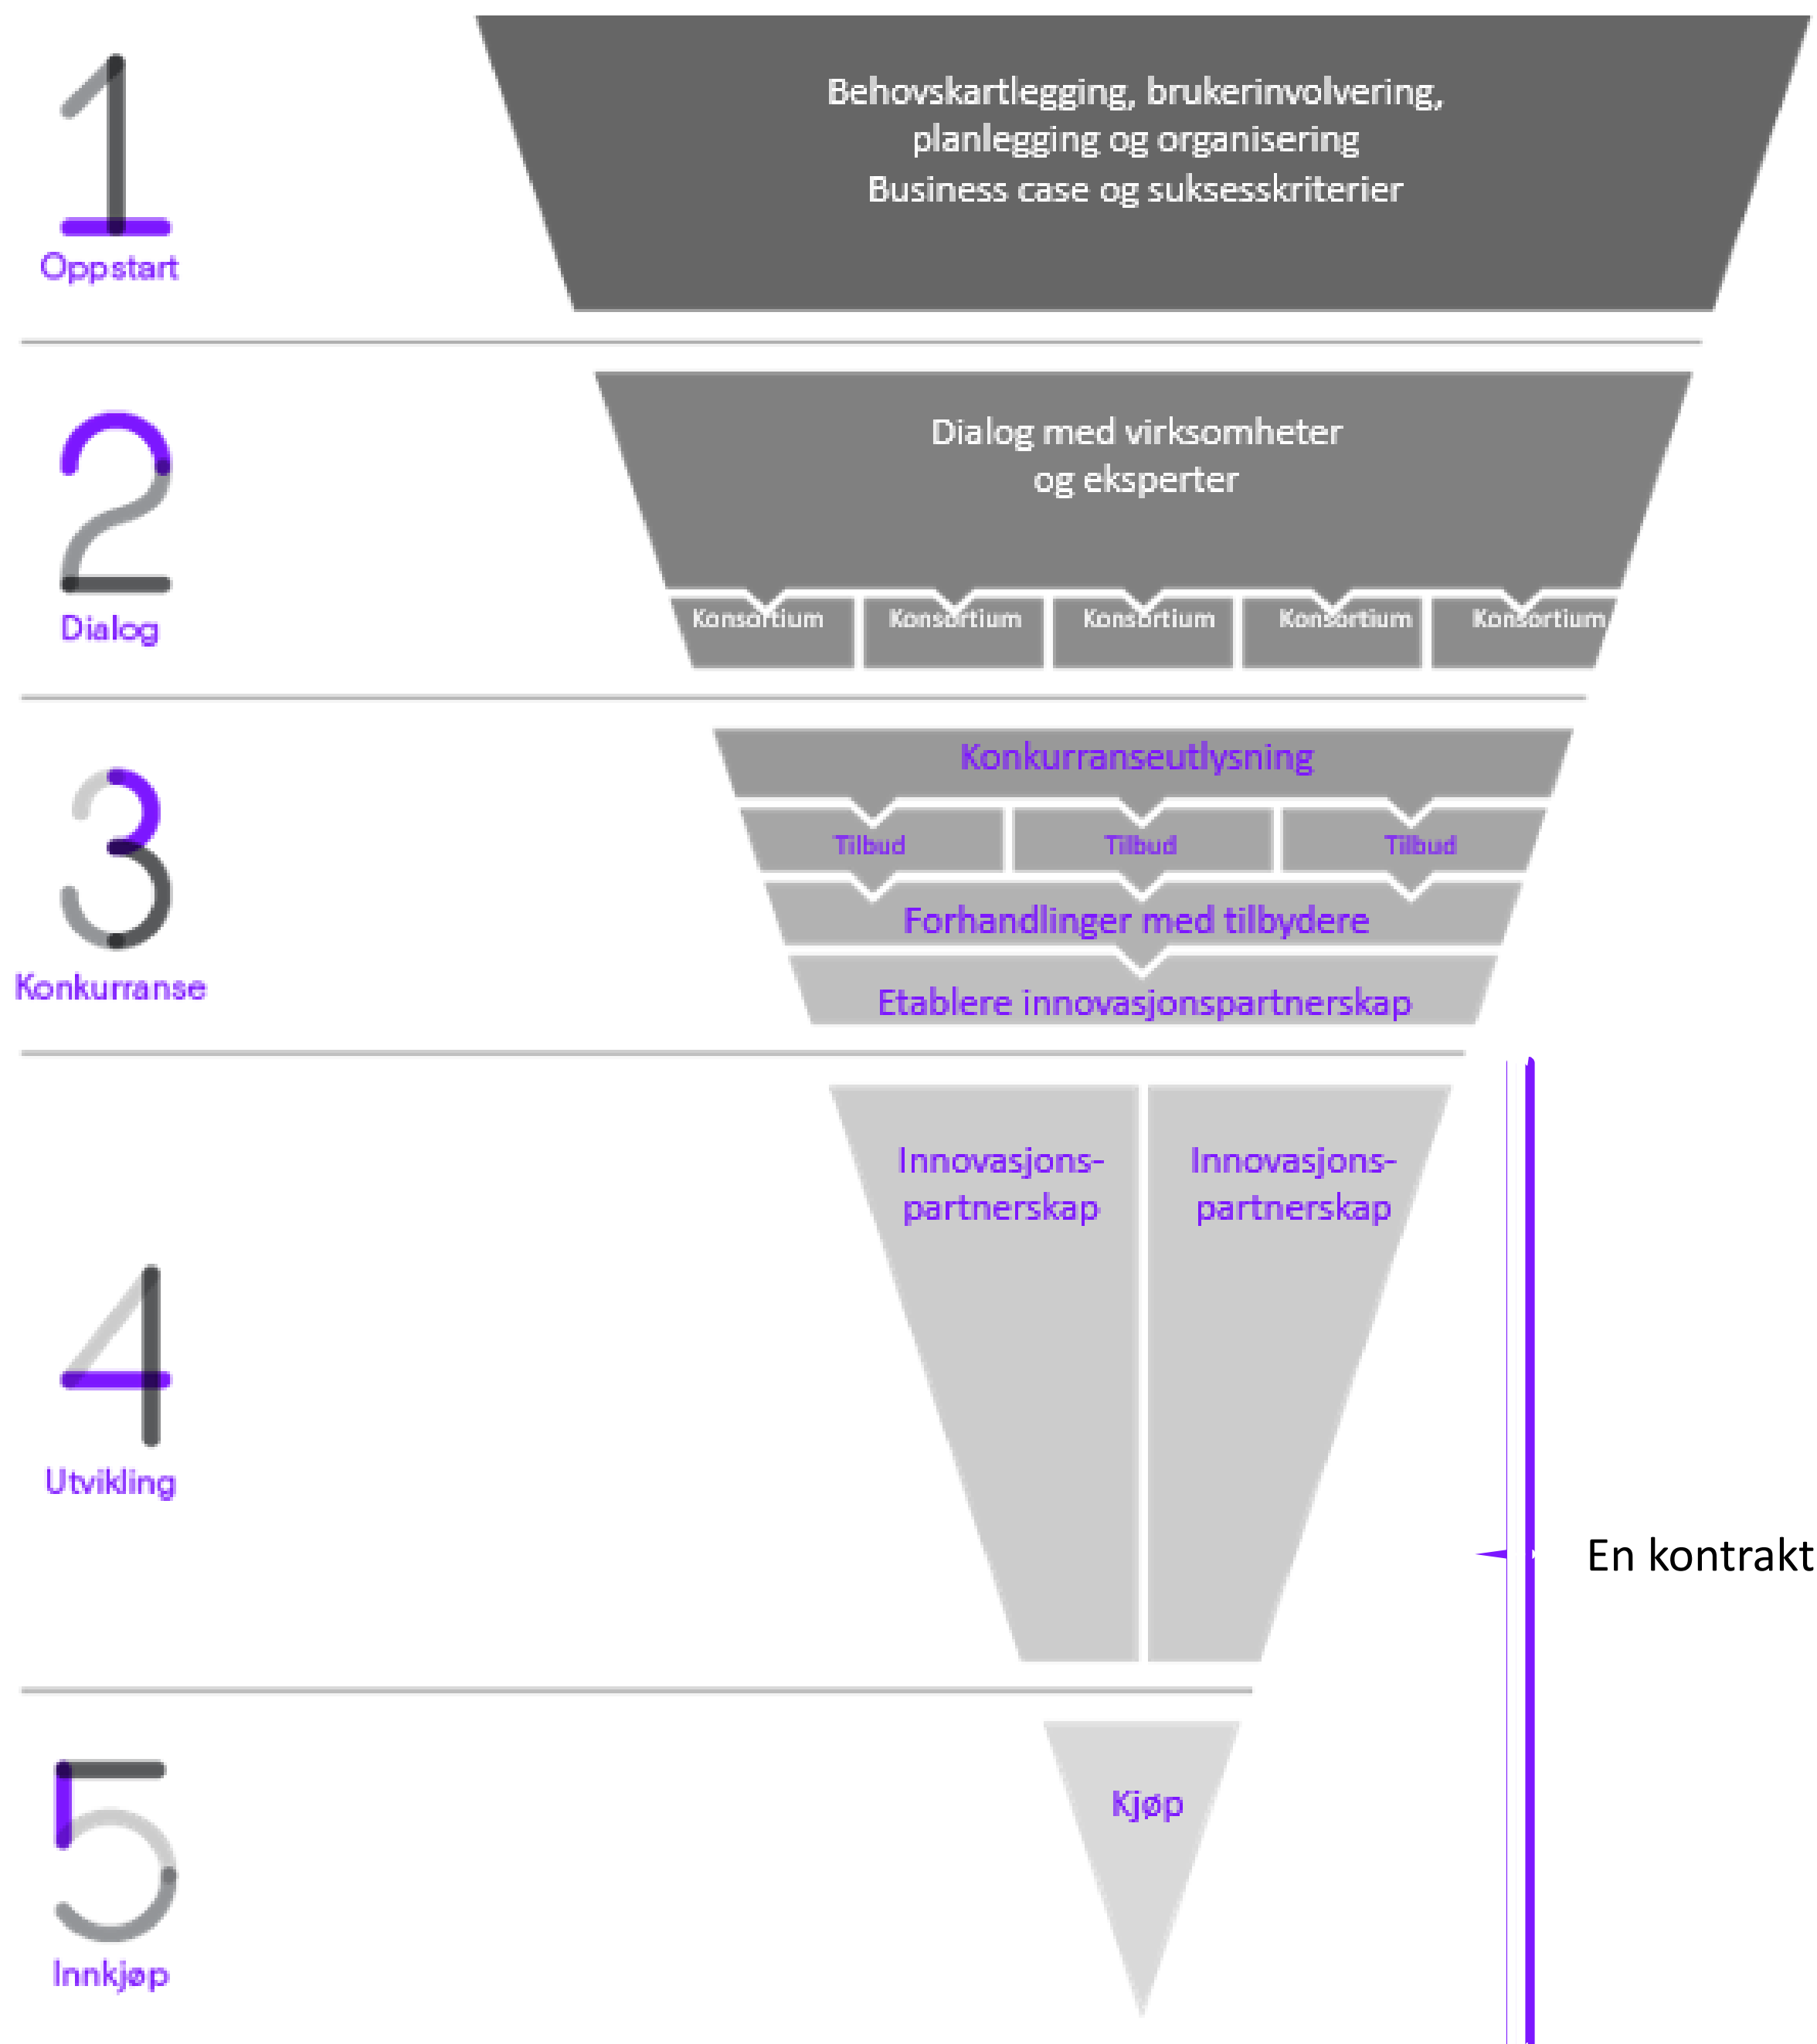 1
Oppstart
Behovskartlegging, brukerinvolvering,
planlegging og organisering
Business case og suksesskriterier
2
Dialog
Dialog med virksomheter
og eksperter
Konsortium
Konsortium
Konsortium
Konsortium
Konsortium
3
Konkurranse
Konkurranseutlysning
Tilbud
Tilbud
Tilbud
Forhandlinger med tilbydere
Etablere innovasjonspartnerskap
4
Utvikling
Innovasjons-
partnerskap
Innovasjons-
partnerskap
En kontrakt
5
Innkjøp
Kjøp